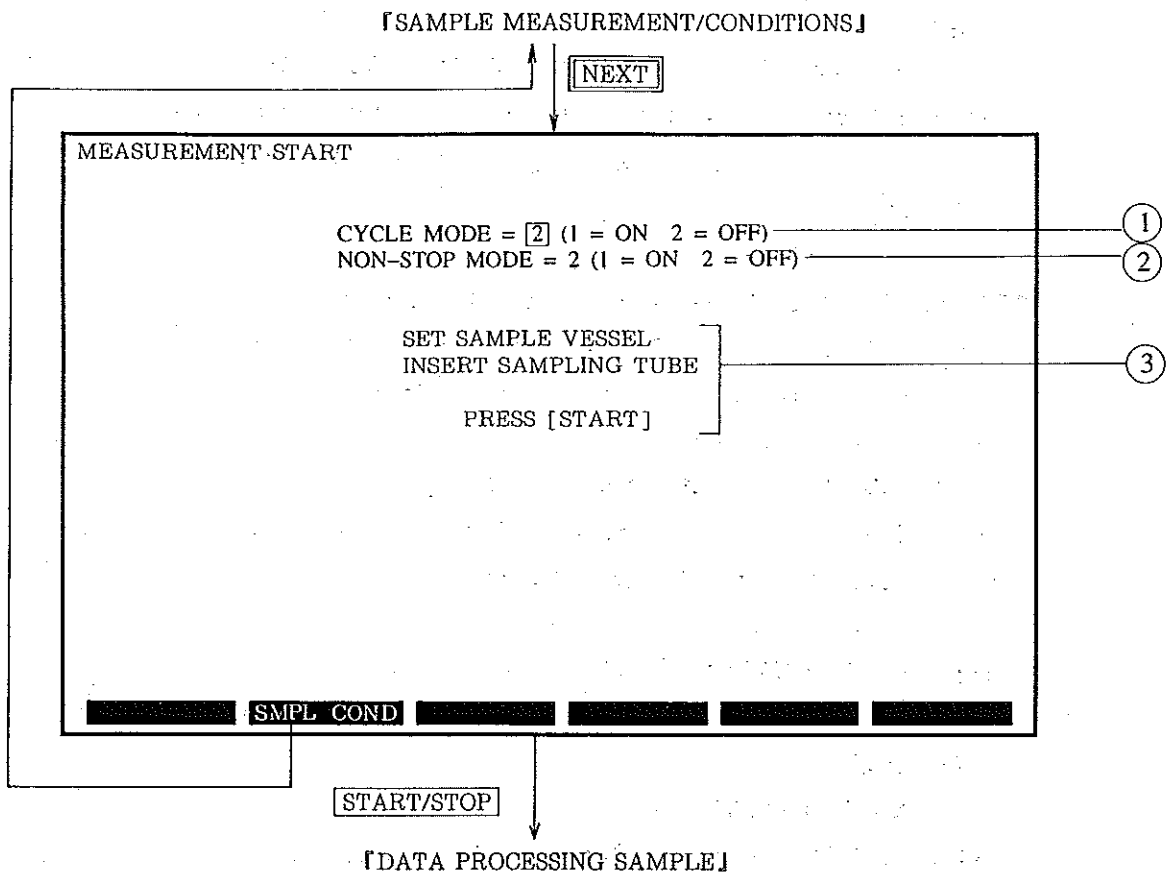 『SAMPLE MEASUREMENT/CONDITIONS』
NEXT
MEASUREMENT START
CYCLE MODE = 2 (1 = ON 2 = OFF)
1
NON-STOP MODE = 2 (1 = ON 2 = OFF)
2
SET SAMPLE VESSEL
INSERT SAMPLING TUBE
3
PRESS [START]
SMPL COND
START/STOP
『DATA PROCESSING SAMPLE』